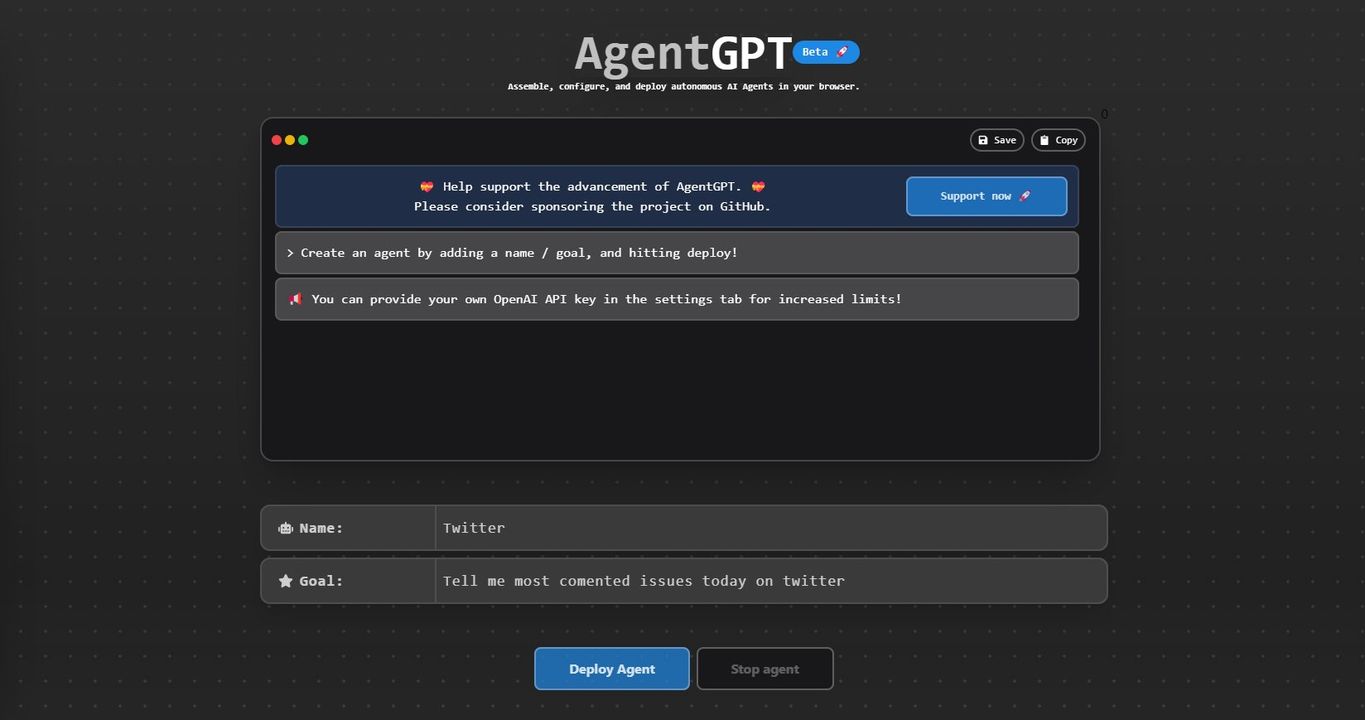 AgentGPT Beta 🚀
Assemble, configure, and deploy autonomous AI Agents in your browser.
0
Save Copy
💝 Help support the advancement of AgentGPT. 💝
Please consider sponsoring the project on GitHub.
Support now 🚀
> Create an agent by adding a name / goal, and hitting deploy!
📢 You can provide your own OpenAI API key in the settings tab for increased limits!
Name: Twitter
Goal: Tell me most comented issues today on twitter
Deploy Agent Stop agent